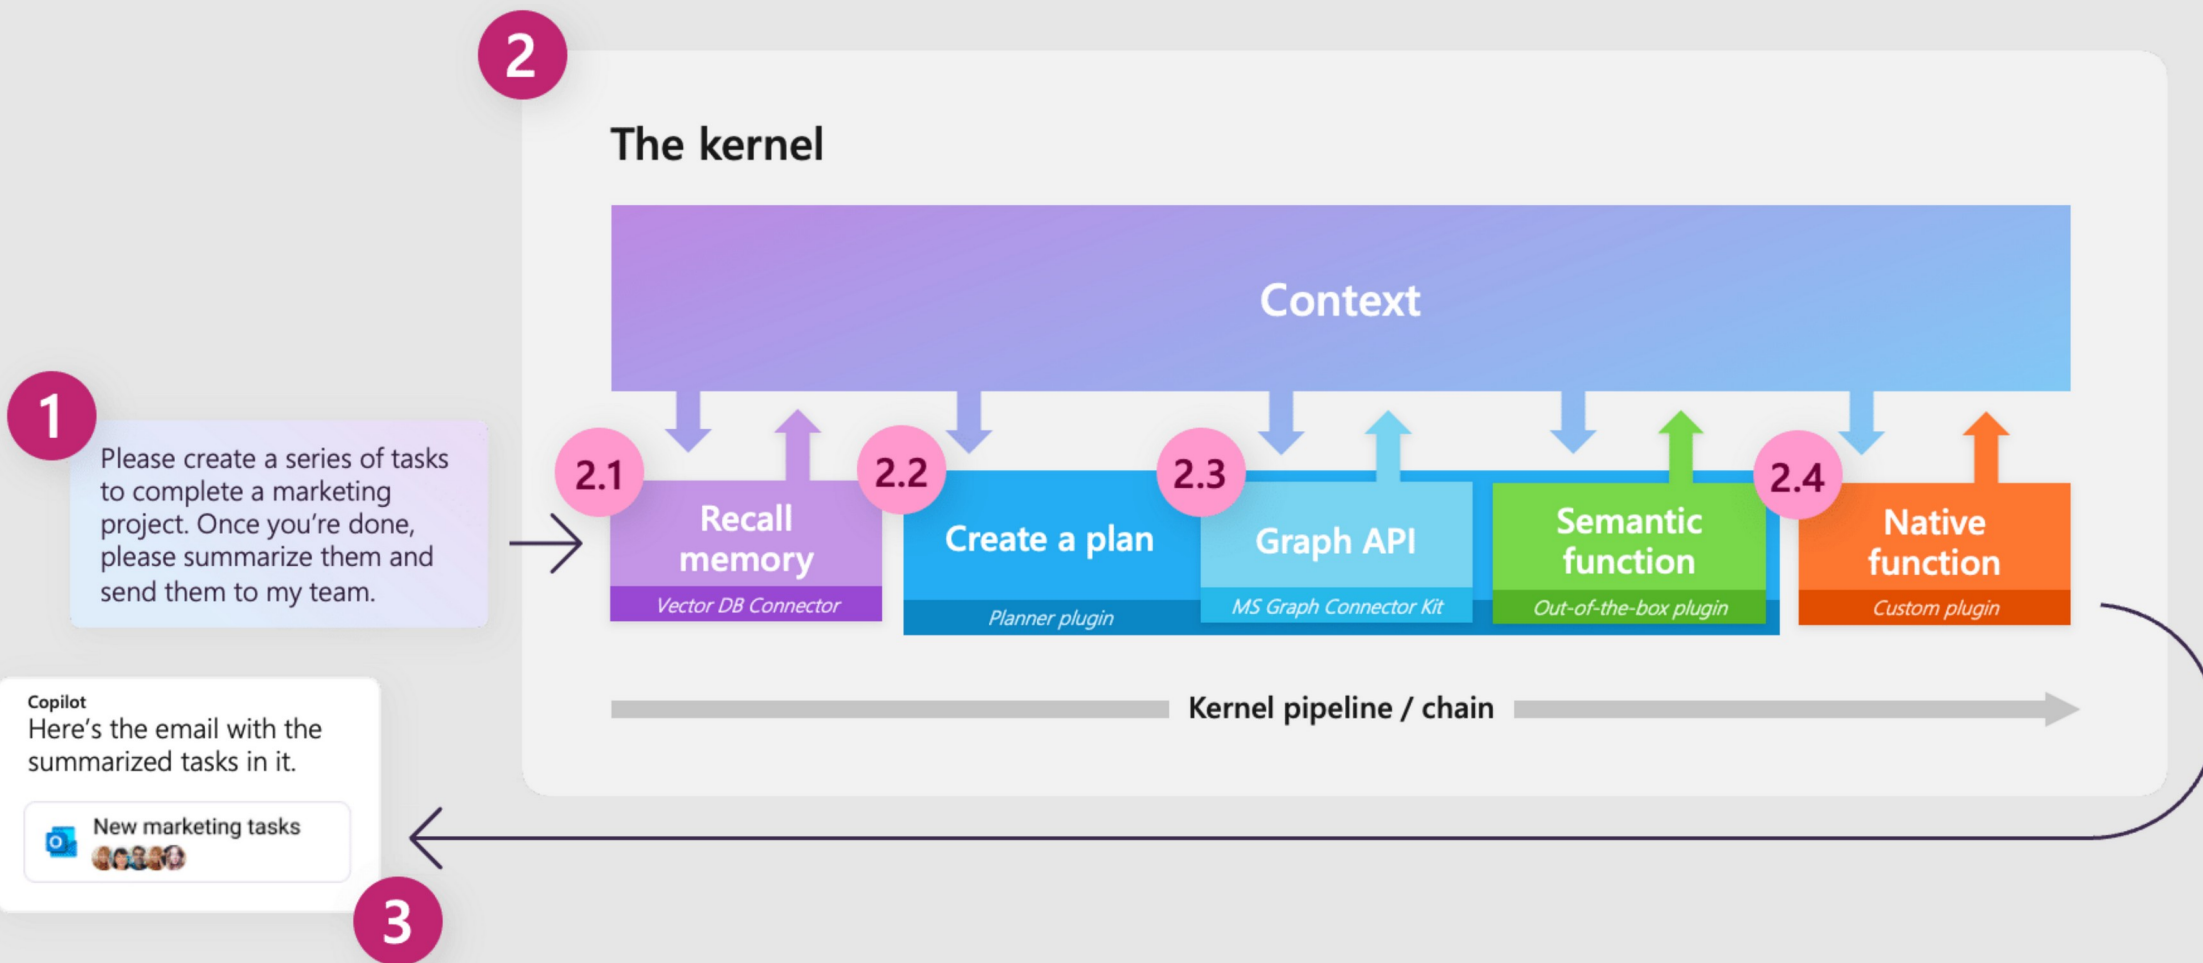 2
The kernel
Context
1
Please create a series of tasks
to complete a marketing
project. Once you’re done,
please summarize them and
send them to my team.
2.1
Recall
memory
Vector DB Connector
2.2
Create a plan
Planner plugin
2.3
Graph API
MS Graph Connector Kit
Semantic
function
Out-of-the-box plugin
2.4
Native
function
Custom plugin
Kernel pipeline / chain
Copilot
Here’s the email with the
summarized tasks in it.
O
New marketing tasks
3